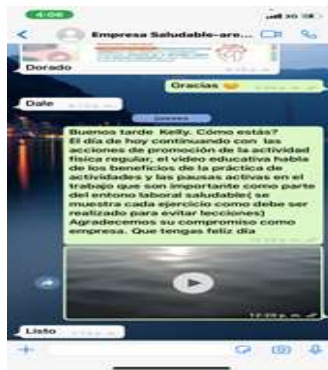 4:06
3G
Empresa Saludable-are...
Dorado
Gracias
Dale
Buenos tarde Kelly. Cómo estás?
El día de hoy continuando con las
acciones de promoción de la actividad
física regular, el video educativa habla
de los beneficios de la práctica de
actividades y las pausas activas en el
trabajo que son importante como parte
del entono laboral saludable( se
muestra cada ejercicio como debe ser
realizado para evitar lecciones)
Agradecemos su compromiso como
empresa. Que tengas feliz día
Listo